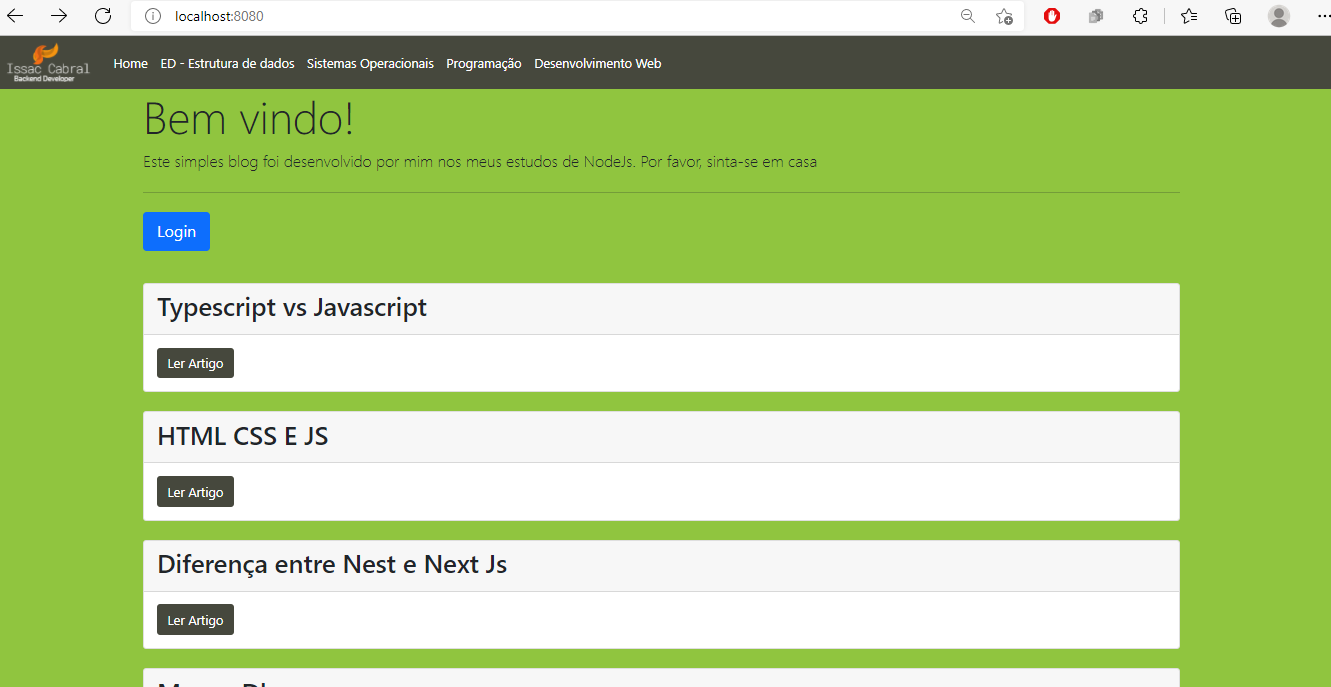 localhost:8080
Issac Cabral
Backend Developer
Home ED - Estrutura de dados Sistemas Operacionais Programação Desenvolvimento Web
Bem vindo!
Este simples blog foi desenvolvido por mim nos meus estudos de NodeJs. Por favor, sinta-se em casa
Login
Typescript vs Javascript
Ler Artigo
HTML CSS E JS
Ler Artigo
Diferença entre Nest e Next Js
Ler Artigo